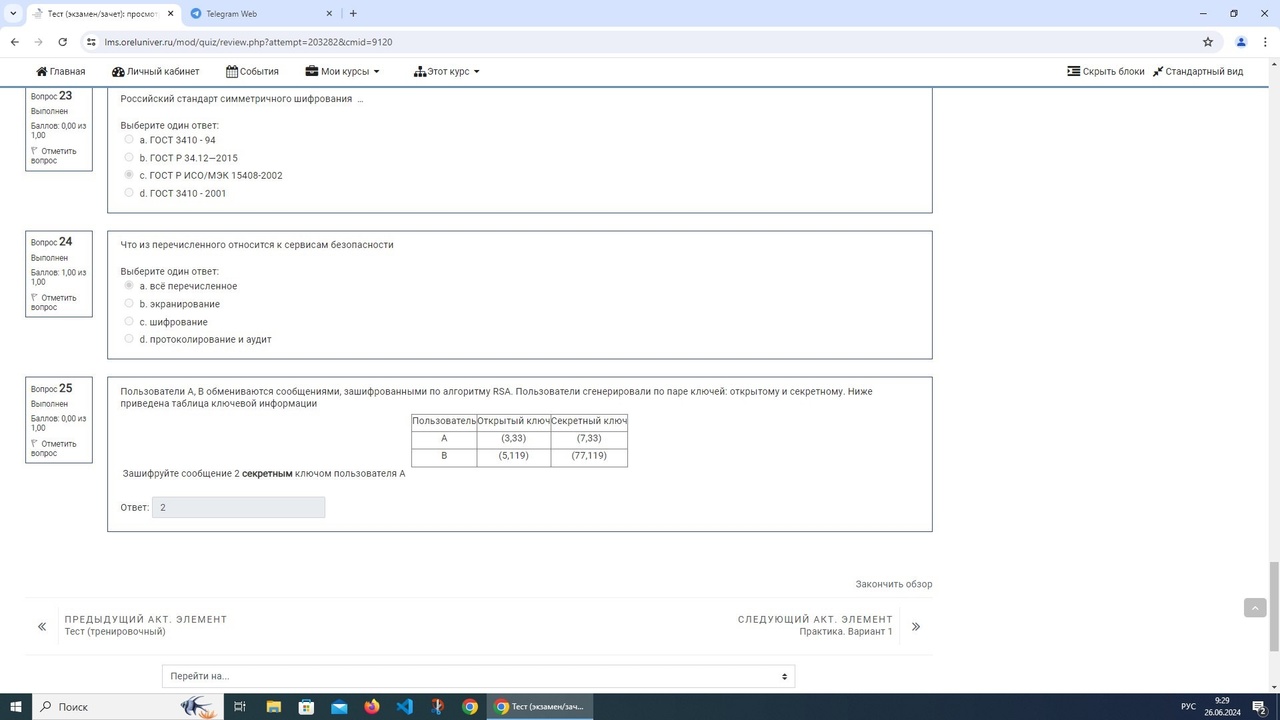 Тест (экзамен/зачет): просмот
Telegram Web
lms.oreluniver.ru/mod/quiz/review.php?attempt=203282&cmid=9120
Главная Личный кабинет События Мои курсы Этот курс Скрыть блоки Стандартный вид
Вопрос 23
Выполнен
Баллов: 0,00 из
1,00
Отметить
вопрос
Российский стандарт симметричного шифрования ...
Выберите один ответ:
a. ГОСТ 3410 - 94
b. ГОСТ Р 34.12—2015
c. ГОСТ Р ИСО/МЭК 15408-2002
d. ГОСТ 3410 - 2001
Вопрос 24
Выполнен
Баллов: 1,00 из
1,00
Отметить
вопрос
Что из перечисленного относится к сервисам безопасности
Выберите один ответ:
a. всё перечисленное
b. экранирование
c. шифрование
d. протоколирование и аудит
Вопрос 25
Выполнен
Баллов: 0,00 из
1,00
Отметить
вопрос
Пользователи А, В обмениваются сообщениями, зашифрованными по алгоритму RSA. Пользователи сгенерировали по паре ключей: открытому и секретному. Ниже
приведена таблица ключевой информации
Пользователь Открытый ключ Секретный ключ
А (3,33) (7,33)
В (5,119) (77,119)
Зашифруйте сообщение 2 секретным ключом пользователя А
Ответ: 2
Закончить обзор
ПРЕДЫДУЩИЙ АКТ. ЭЛЕМЕНТ
Тест (тренировочный)
СЛЕДУЮЩИЙ АКТ. ЭЛЕМЕНТ
Практика. Вариант 1
Перейти на...
Поиск
Тест (экзамен/зач...
РУС
9:29
26.06.2024
2